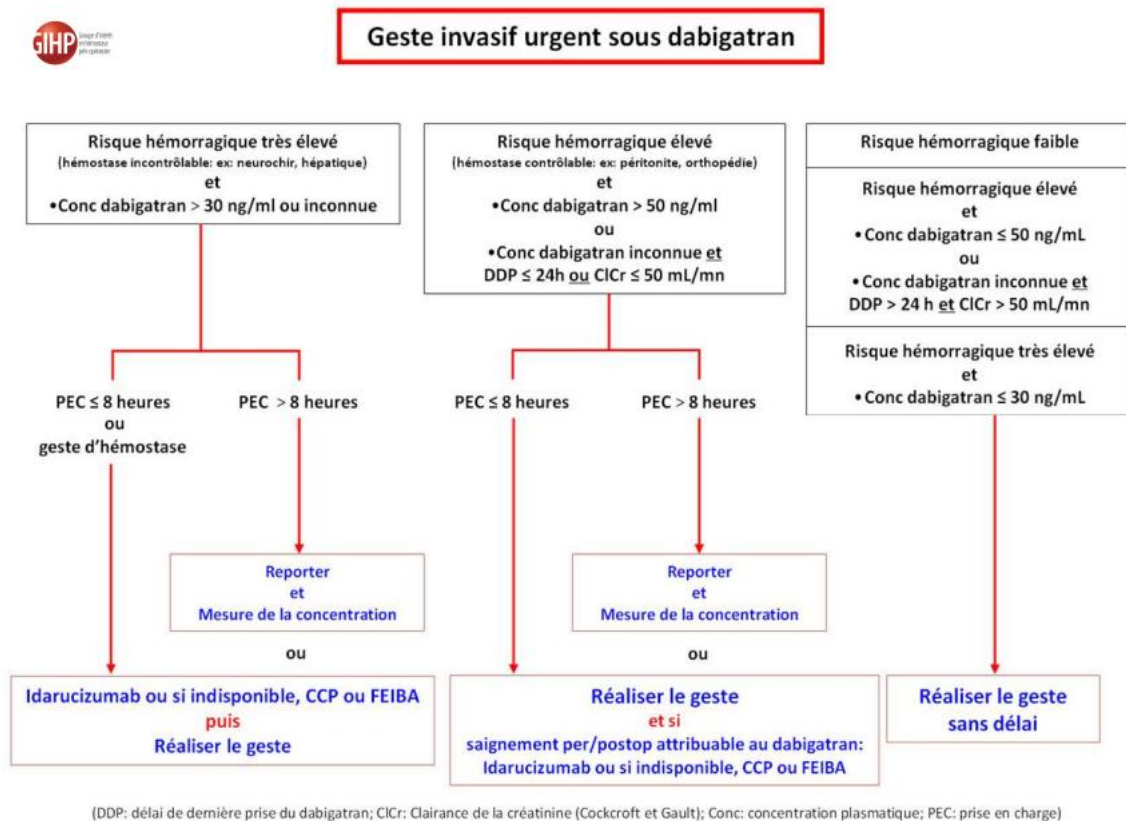 GIHP
Groupe d'intérêt
en hémostase
péri-opératoire
Geste invasif urgent sous dabigatran
Risque hémorragique très élevé
(hémostase incontrôlable: ex: neurochir, hépatique)
et
•Conc dabigatran > 30 ng/ml ou inconnue
Risque hémorragique élevé
(hémostase contrôlable: ex: péritonite, orthopédie)
et
•Conc dabigatran > 50 ng/ml
ou
•Conc dabigatran inconnue et
DDP ≤ 24h ou ClCr ≤ 50 mL/mn
Risque hémorragique faible
Risque hémorragique élevé
et
•Conc dabigatran ≤ 50 ng/mL
ou
•Conc dabigatran inconnue et
DDP > 24 h et ClCr > 50 mL/mn
Risque hémorragique très élevé
et
•Conc dabigatran ≤ 30 ng/mL
PEC ≤ 8 heures
ou
geste d'hémostase
PEC > 8 heures
PEC ≤ 8 heures
PEC > 8 heures
Reporter
et
Mesure de la concentration
Reporter
et
Mesure de la concentration
ou
ou
Idarucizumab ou si indisponible, CCP ou FEIBA
puis
Réaliser le geste
Réaliser le geste
et si
saignement per/postop attribuable au dabigatran:
Idarucizumab ou si indisponible, CCP ou FEIBA
Réaliser le geste
sans délai
(DDP: délai de dernière prise du dabigatran; ClCr: Clairance de la créatinine (Cockcroft et Gault); Conc: concentration plasmatique; PEC: prise en charge)